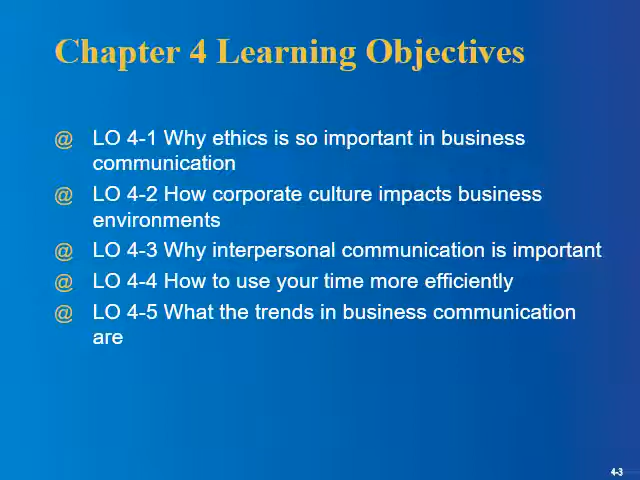 Chapter 4 Learning Objectives
@ LO 4-1 Why ethics is so important in business
communication
@ LO 4-2 How corporate culture impacts business
environments
@ LO 4-3 Why interpersonal communication is important
@ LO 4-4 How to use your time more efficiently
@ LO 4-5 What the trends in business communication
are
4-3